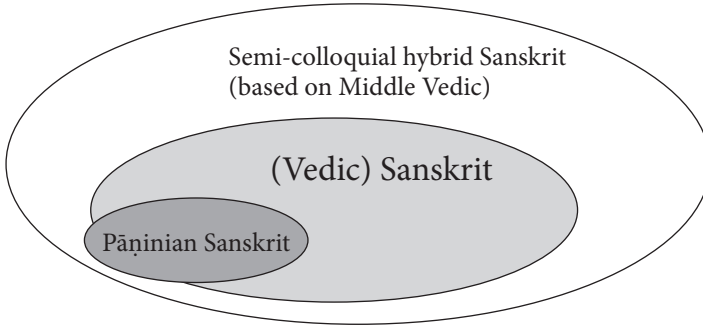 Semi-colloquial hybrid Sanskrit
(based on Middle Vedic)
(Vedic) Sanskrit
Pāṇinian Sanskrit